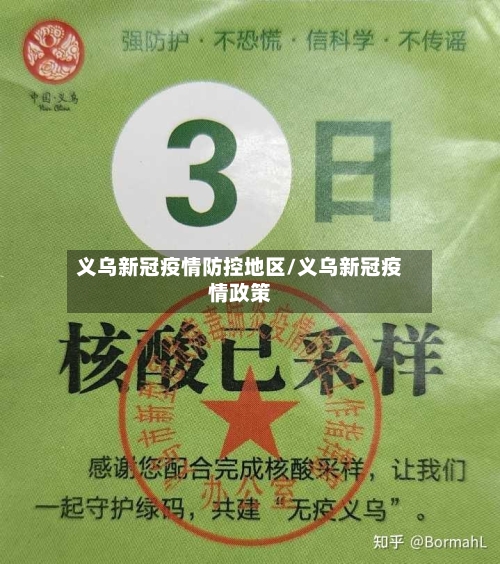 强防护·不恐慌·信科学·不传谣
中国·义乌
3日
义乌新冠疫情防控地区/义乌新冠疫
情政策
核酸已采样
感谢您配合完成核酸采样，让我们
一起守护绿码，共建“无疫义乌”。
办公室
知乎 @BormahL